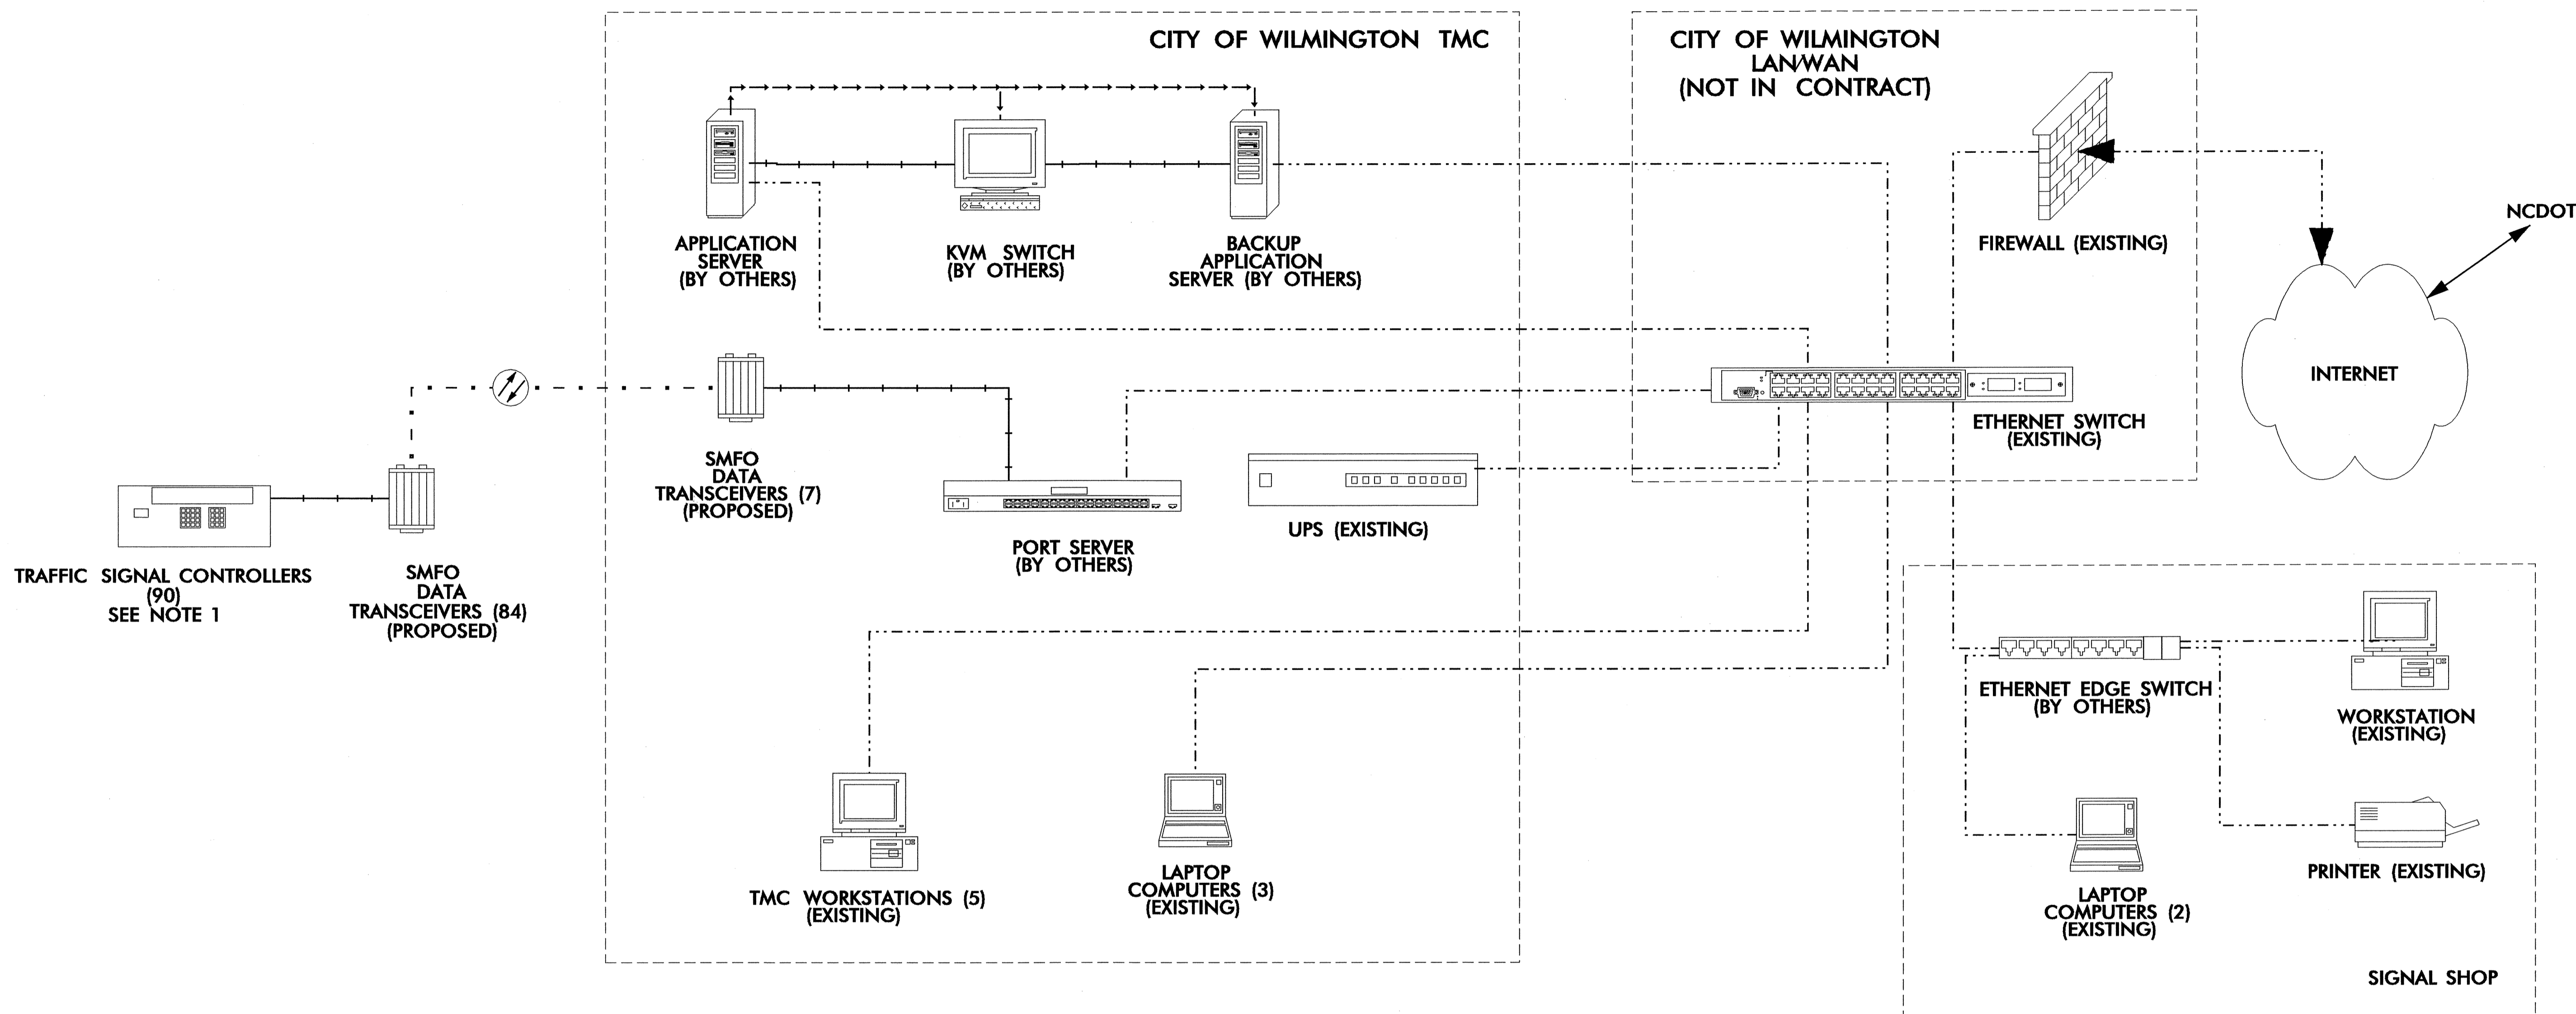 CITY OF WILMINGTON TMC
CITY OF WILMINGTON
LAN/WAN
(NOT IN CONTRACT)
APPLICATION
SERVER
(BY OTHERS)
KVM SWITCH
(BY OTHERS)
BACKUP
APPLICATION
SERVER (BY OTHERS)
FIREWALL (EXISTING)
NCDOT
INTERNET
ETHERNET SWITCH
(EXISTING)
SMFO
DATA
TRANSCEIVERS (7)
(PROPOSED)
PORT SERVER
(BY OTHERS)
UPS (EXISTING)
TRAFFIC SIGNAL CONTROLLERS
(90)
SEE NOTE 1
SMFO
DATA
TRANSCEIVERS (84)
(PROPOSED)
ETHERNET EDGE SWITCH
(BY OTHERS)
WORKSTATION
(EXISTING)
TMC WORKSTATIONS (5)
(EXISTING)
LAPTOP
COMPUTERS (3)
(EXISTING)
LAPTOP
COMPUTERS (2)
(EXISTING)
PRINTER (EXISTING)
SIGNAL SHOP